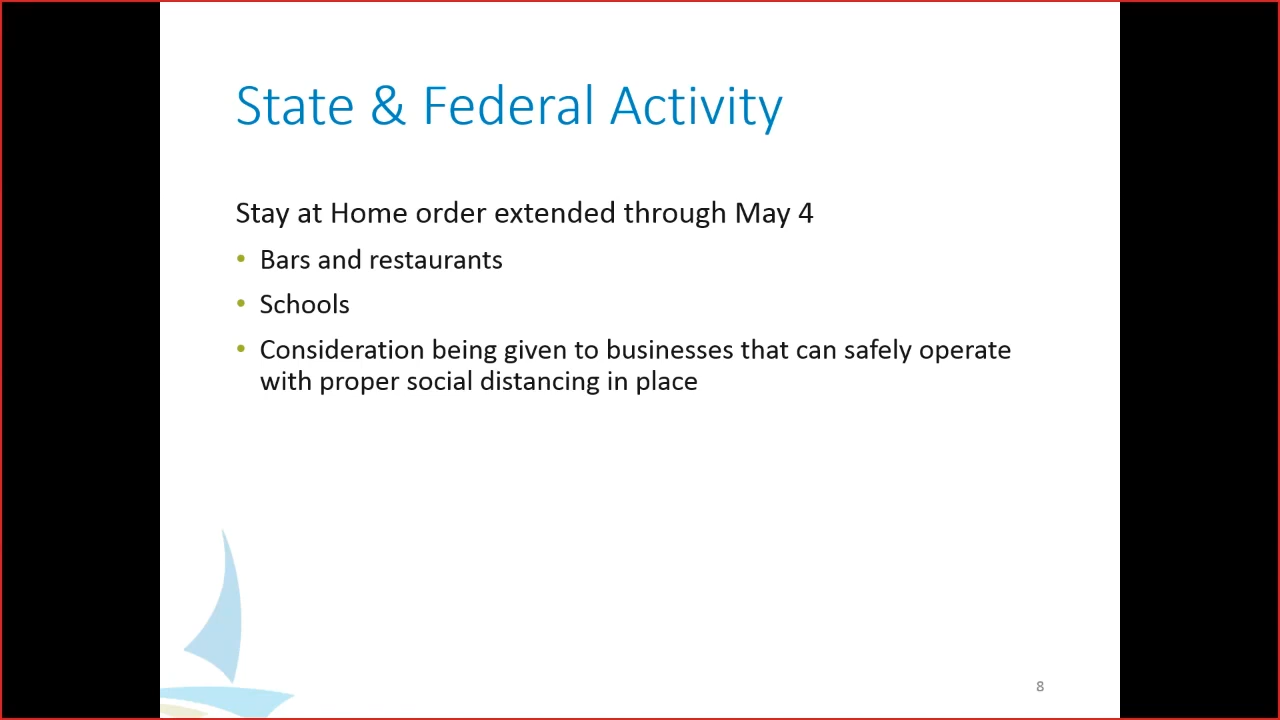 State & Federal Activity
Stay at Home order extended through May 4
• Bars and restaurants
• Schools
• Consideration being given to businesses that can safely operate
with proper social distancing in place
8